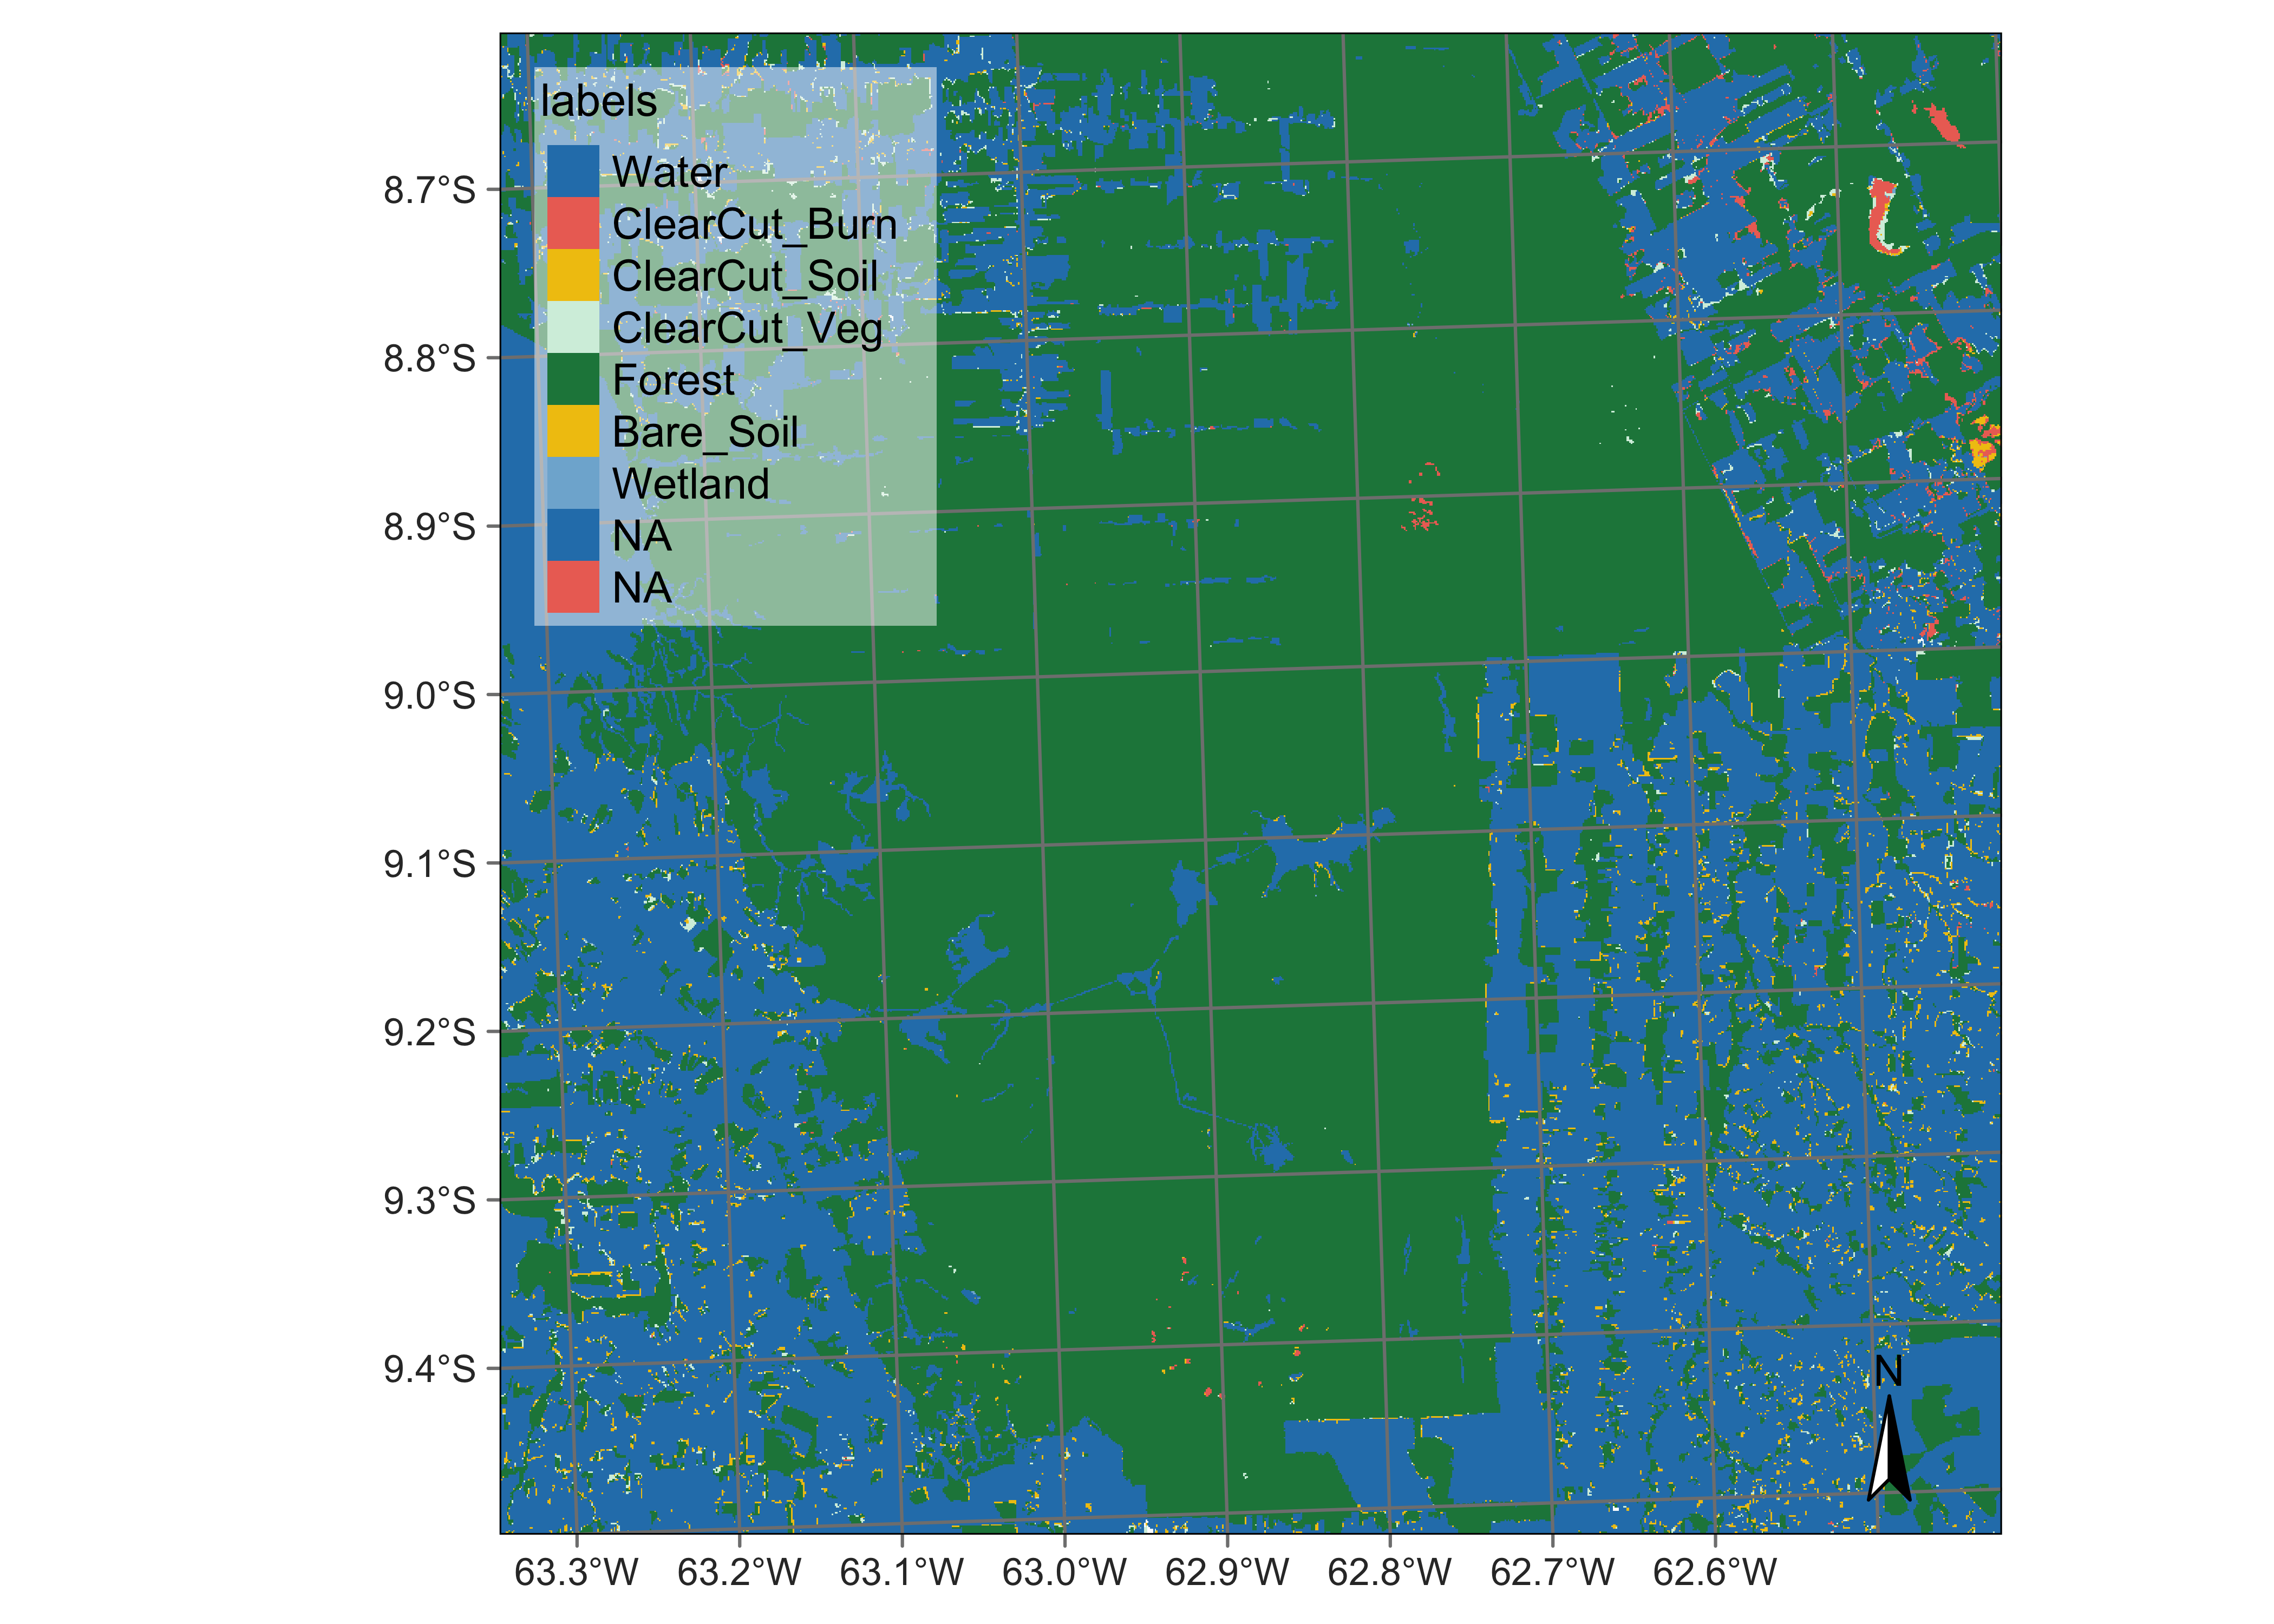 labels
Water
ClearCut_Burn
ClearCut_Soil
ClearCut_Veg
Forest
Bare_Soil
Wetland
NA
NA
8.7°S
8.8°S
8.9°S
9.0°S
9.1°S
9.2°S
9.3°S
9.4°S
N
63.3°W 63.2°W 63.1°W 63.0°W 62.9°W 62.8°W 62.7°W 62.6°W